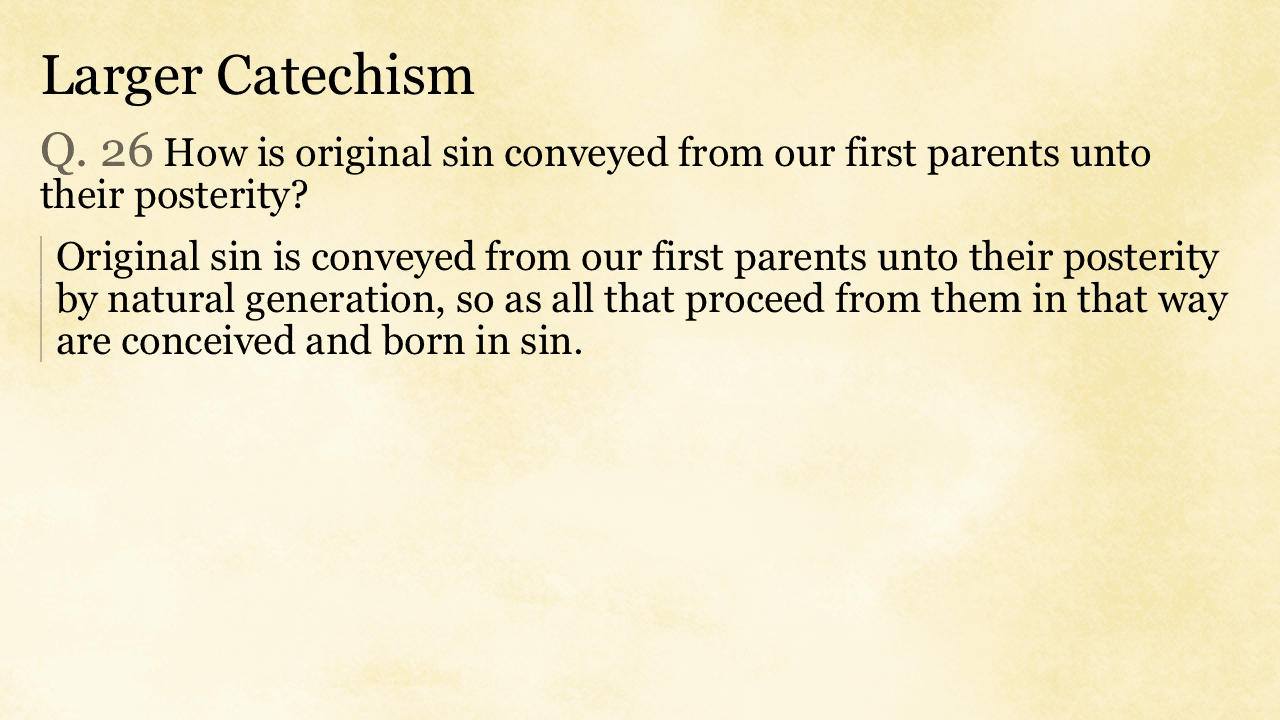 Larger Catechism
Q. 26 How is original sin conveyed from our first parents unto
their posterity?
Original sin is conveyed from our first parents unto their posterity
by natural generation, so as all that proceed from them in that way
are conceived and born in sin.